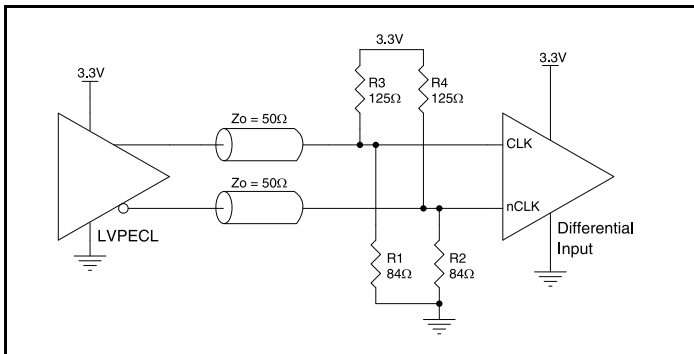 3.3V
3.3V
3.3V
R3
125Ω
R4
125Ω
Zo = 50Ω
CLK
Zo = 50Ω
nCLK
LVPECL
Differential
Input
R1
84Ω
R2
84Ω